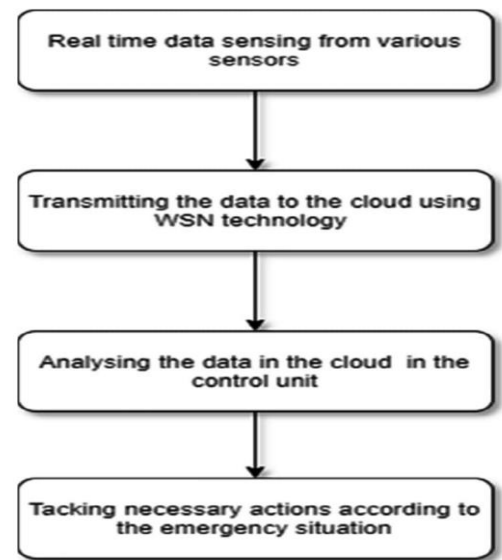 Real time data sensing from various
sensors
Transmitting the data to the cloud using
WSN technology
Analysing the data in the cloud in the
control unit
Tacking necessary actions according to
the emergency situation